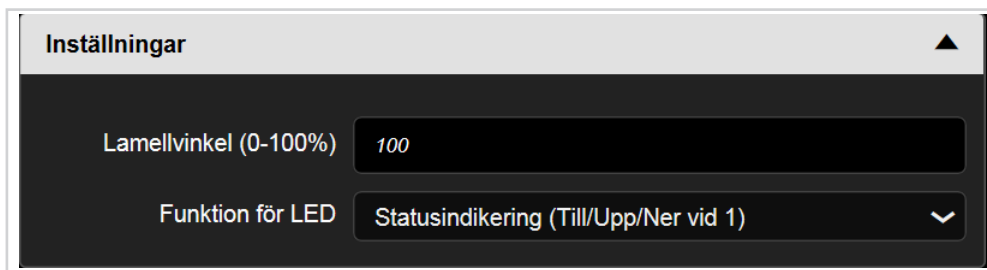 Inställningar
Lamellvinkel (0-100%) 100
Funktion för LED Statusindikering (Till/Upp/Ner vid 1)